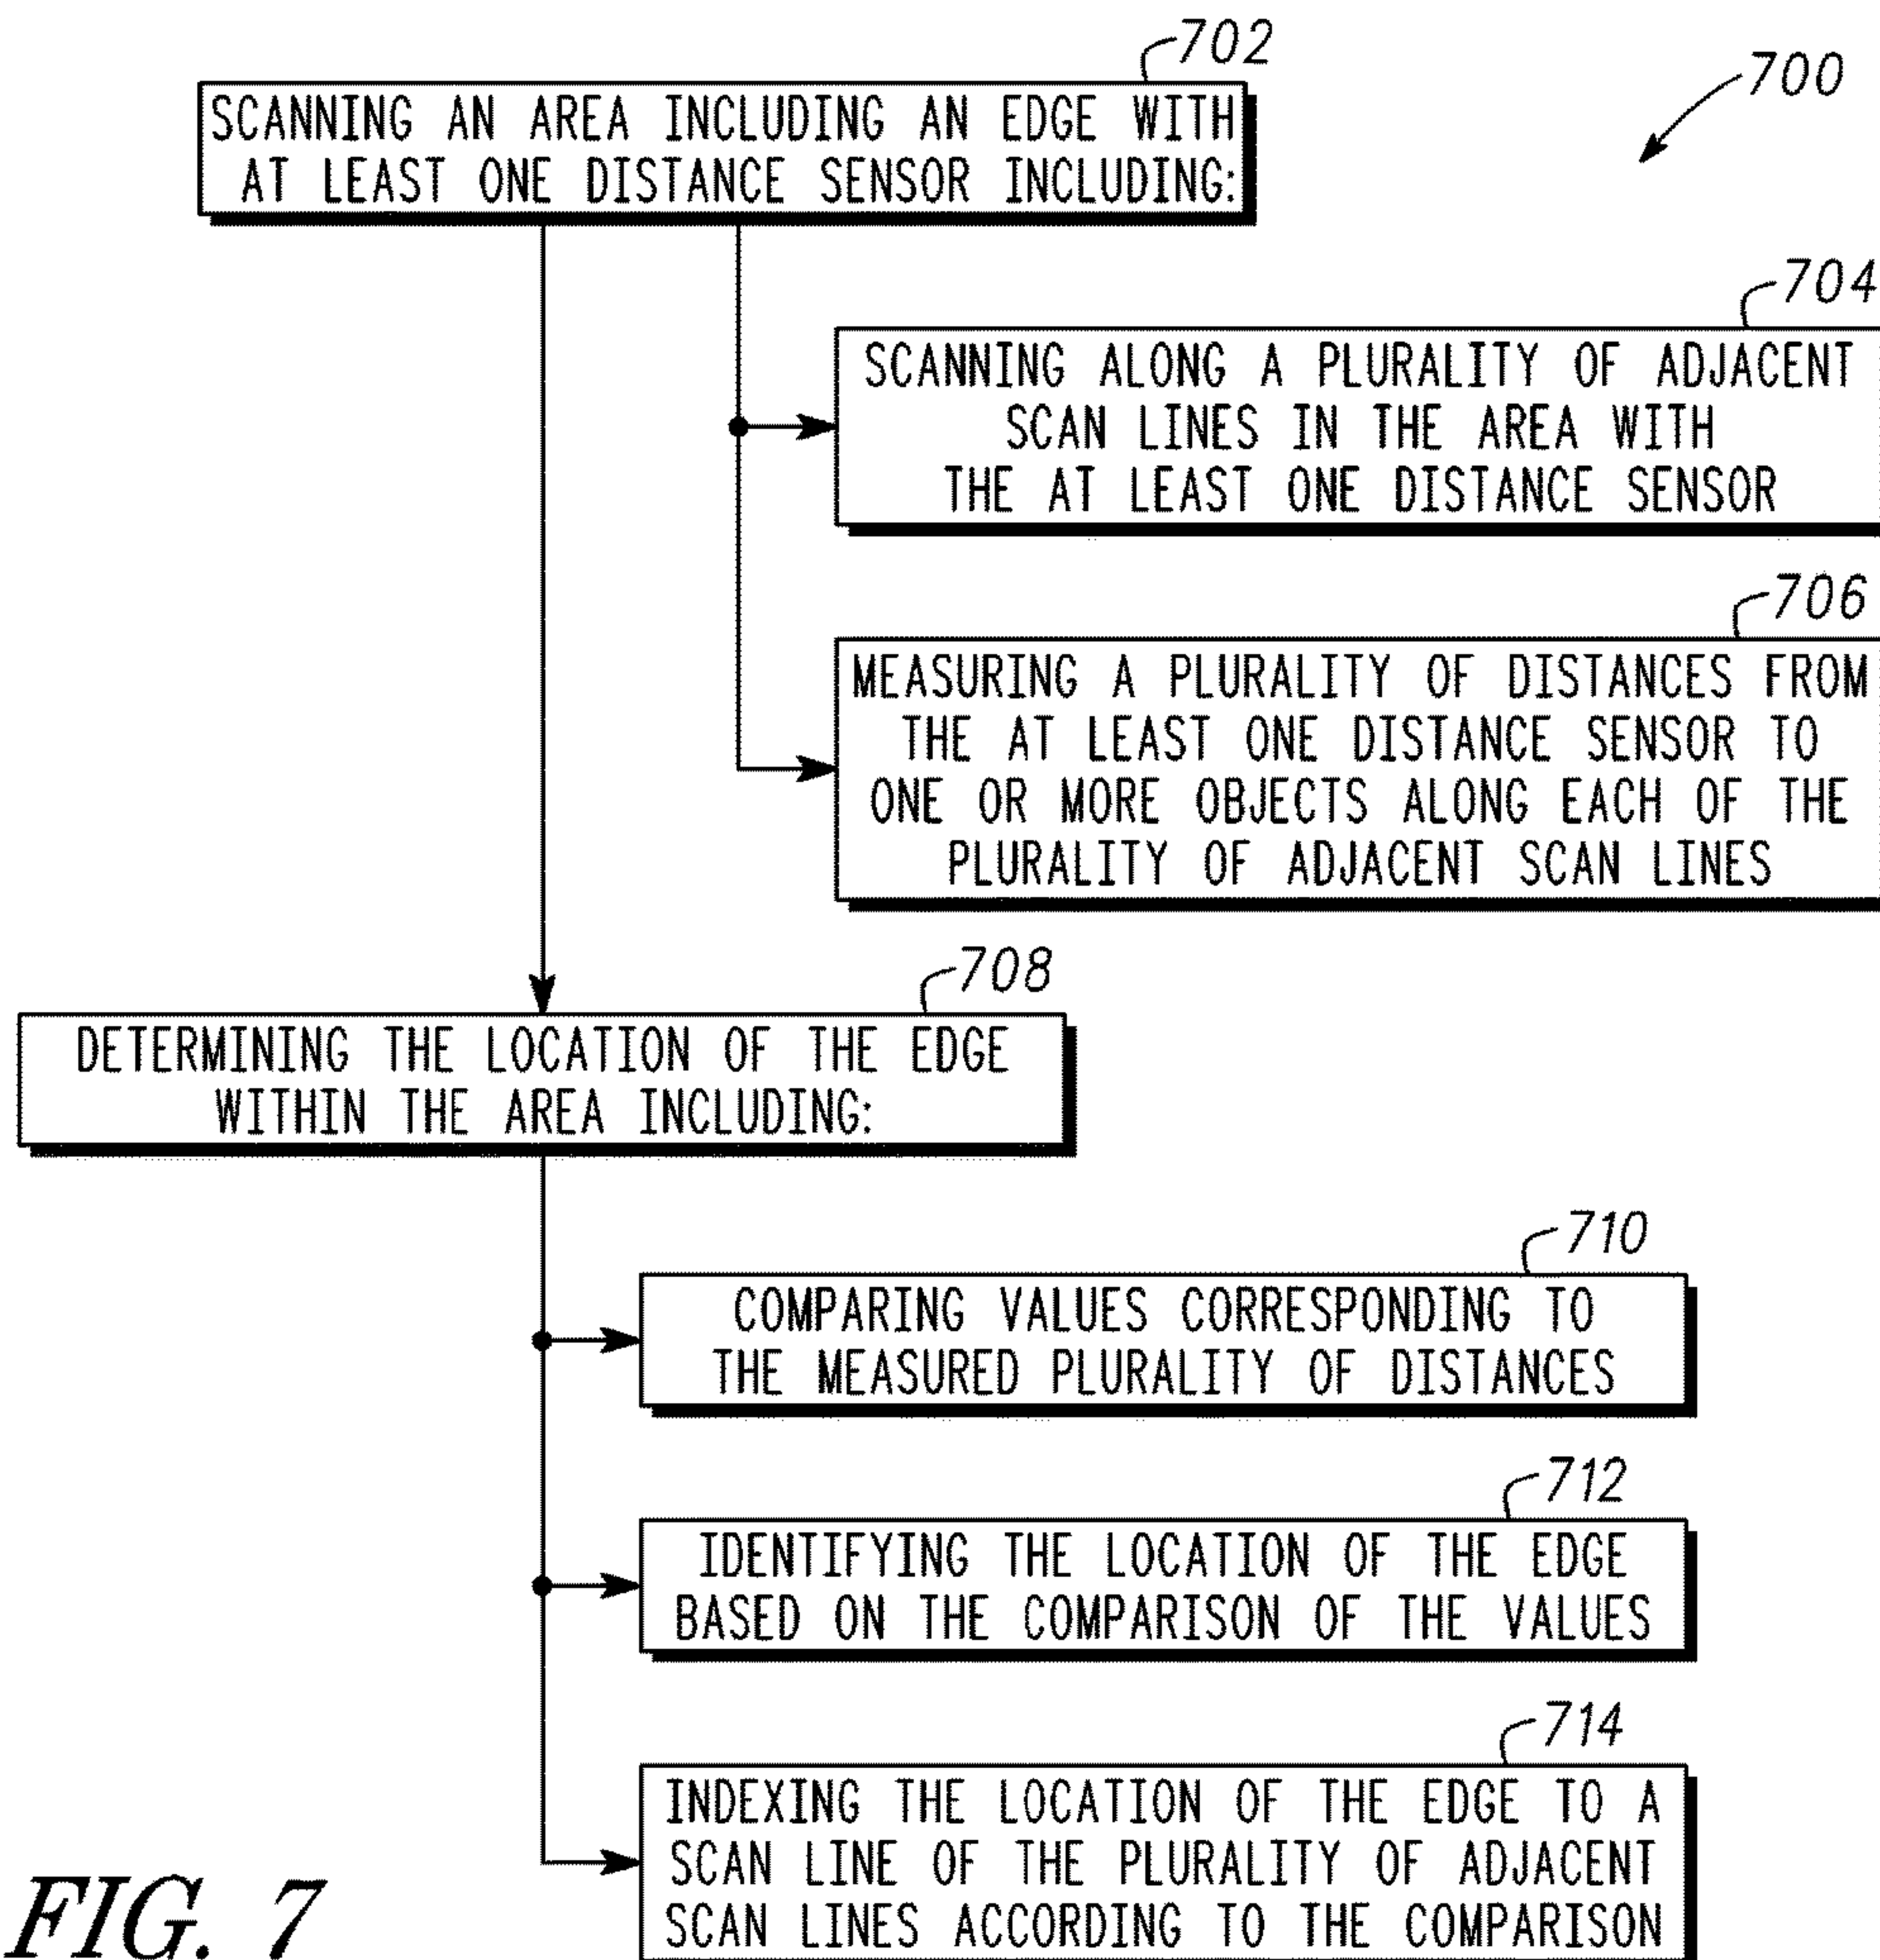 702
700
SCANNING AN AREA INCLUDING AN EDGE WITH
AT LEAST ONE DISTANCE SENSOR INCLUDING:
704
SCANNING ALONG A PLURALITY OF ADJACENT
SCAN LINES IN THE AREA WITH
THE AT LEAST ONE DISTANCE SENSOR
706
MEASURING A PLURALITY OF DISTANCES FROM
THE AT LEAST ONE DISTANCE SENSOR TO
ONE OR MORE OBJECTS ALONG EACH OF THE
PLURALITY OF ADJACENT SCAN LINES
708
DETERMINING THE LOCATION OF THE EDGE
WITHIN THE AREA INCLUDING:
710
COMPARING VALUES CORRESPONDING TO
THE MEASURED PLURALITY OF DISTANCES
712
IDENTIFYING THE LOCATION OF THE EDGE
BASED ON THE COMPARISON OF THE VALUES
714
INDEXING THE LOCATION OF THE EDGE TO A
SCAN LINE OF THE PLURALITY OF ADJACENT
SCAN LINES ACCORDING TO THE COMPARISON
FIG. 7